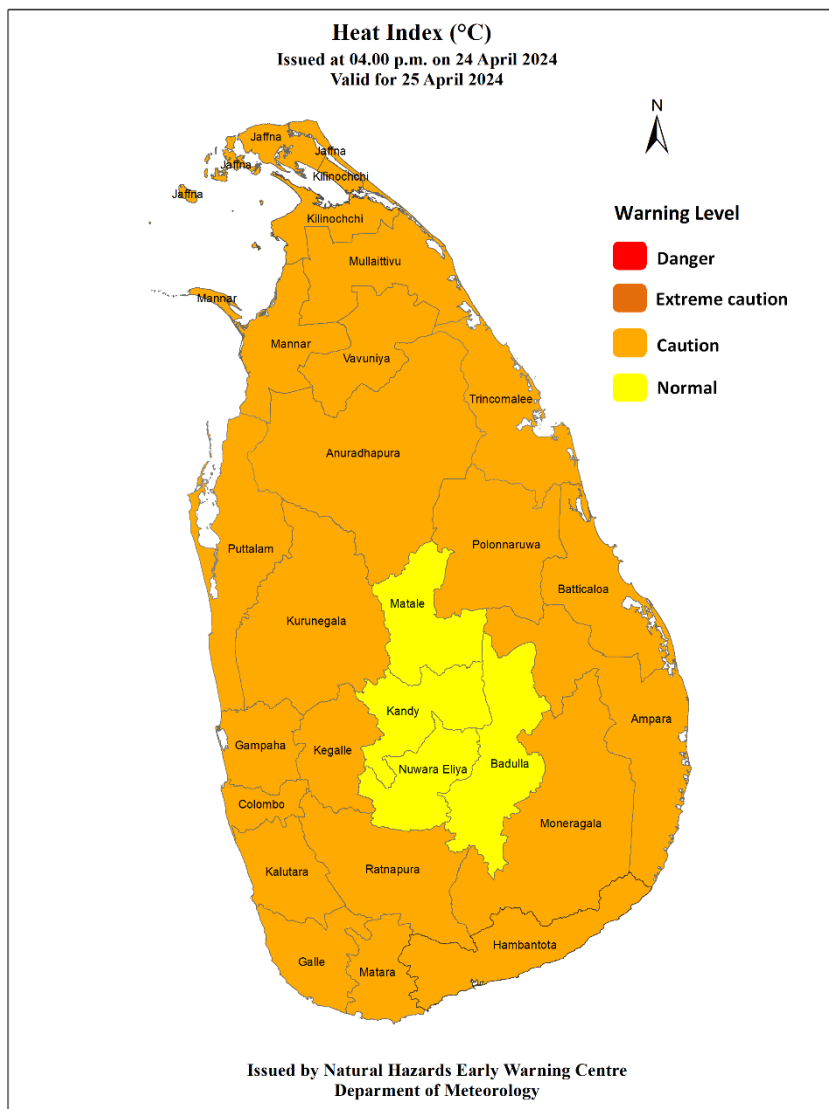 Heat Index (°C)
Issued at 04.00 p.m. on 24 April 2024
Valid for 25 April 2024
N
Jaffna
Jaffna
Jaffna
Kilinochchi
Jaffna
Kilinochchi
Warning Level
Mullaittivu
Danger
Mannar
Extreme caution
Mannar
Caution
Vavuniya
Normal
Trincomalee
Anuradhapura
Puttalam
Polonnaruwa
Batticaloa
Matale
Kurunegala
Kandy
Ampara
Gampaha
Kegalle
Nuwara Eliya
Badulla
Colombo
Moneragala
Kalutara
Ratnapura
Hambantota
Galle
Matara
Issued by Natural Hazards Early Warning Centre
Deparment of Meteorology